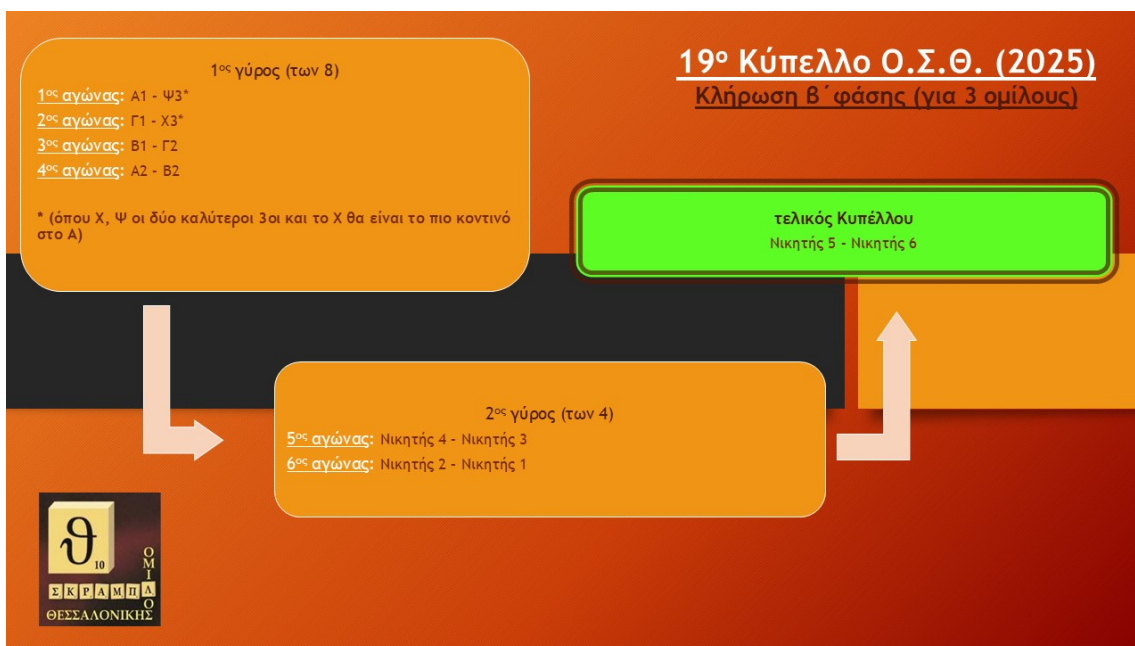 19ο Κύπελλο Ο.Σ.Θ. (2025)
Κλήρωση β΄φάσης (για 3 ομίλους)
1ος γύρος (των 8)
1ος αγώνας: Α1 - Ψ3*
2ος αγώνας: Γ1 - Χ3*
3ος αγώνας: Β1 - Γ2
4ος αγώνας: Α2 - Β2
* (όπου Χ, Ψ οι δύο καλύτεροι 3οι και το Χ θα είναι το πιο κοντινό
στο Α)
τελικός Κυπέλλου
Νικητής 5 - Νικητής 6
2ος γύρος (των 4)
5ος αγώνας: Νικητής 4 - Νικητής 3
6ος αγώνας: Νικητής 2 - Νικητής 1
ϑ
10
ΟΜΙΛΟ
ΣΚΡΑΜΠΛ
ΘΕΣΣΑΛΟΝΙΚΗΣ